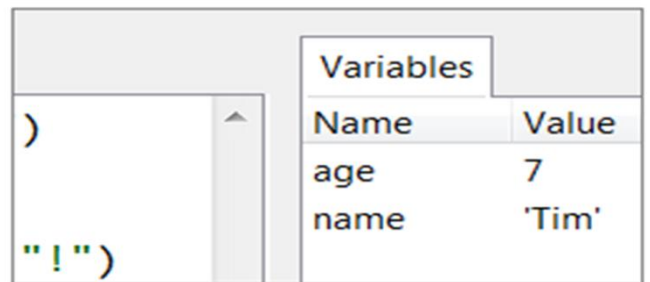 Variables
)
Name Value
age 7
name 'Tim'
"!")